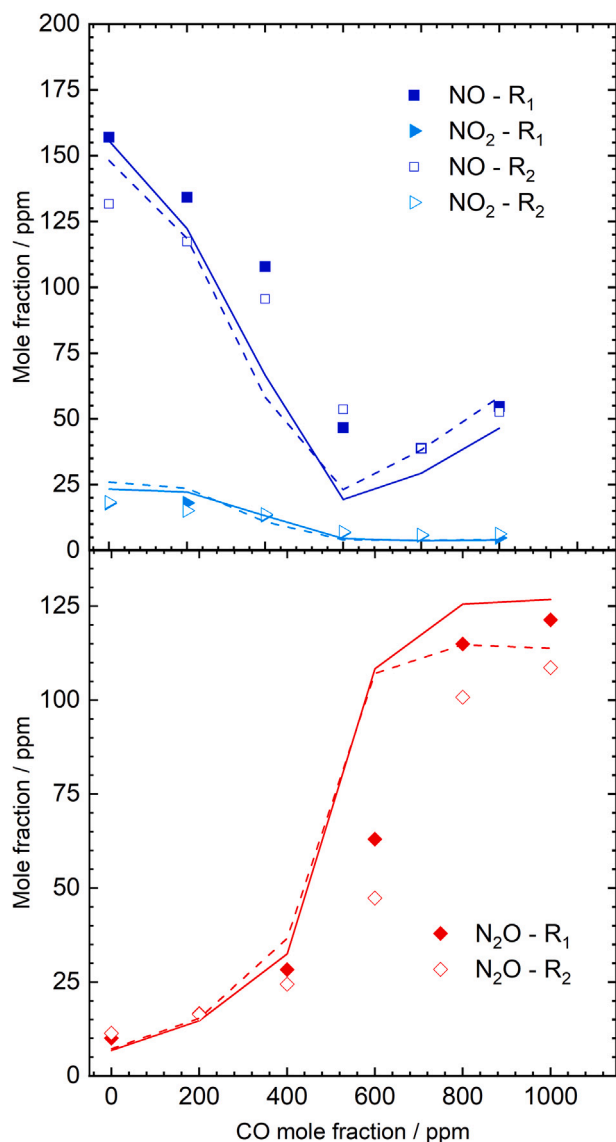 200
175
150
125
100
75
50
25
0
Mole fraction / ppm
NO - R₁
NO₂ - R₁
NO - R₂
NO₂ - R₂
125
100
75
50
25
0
Mole fraction / ppm
N₂O - R₁
N₂O - R₂
0 200 400 600 800 1000
CO mole fraction / ppm